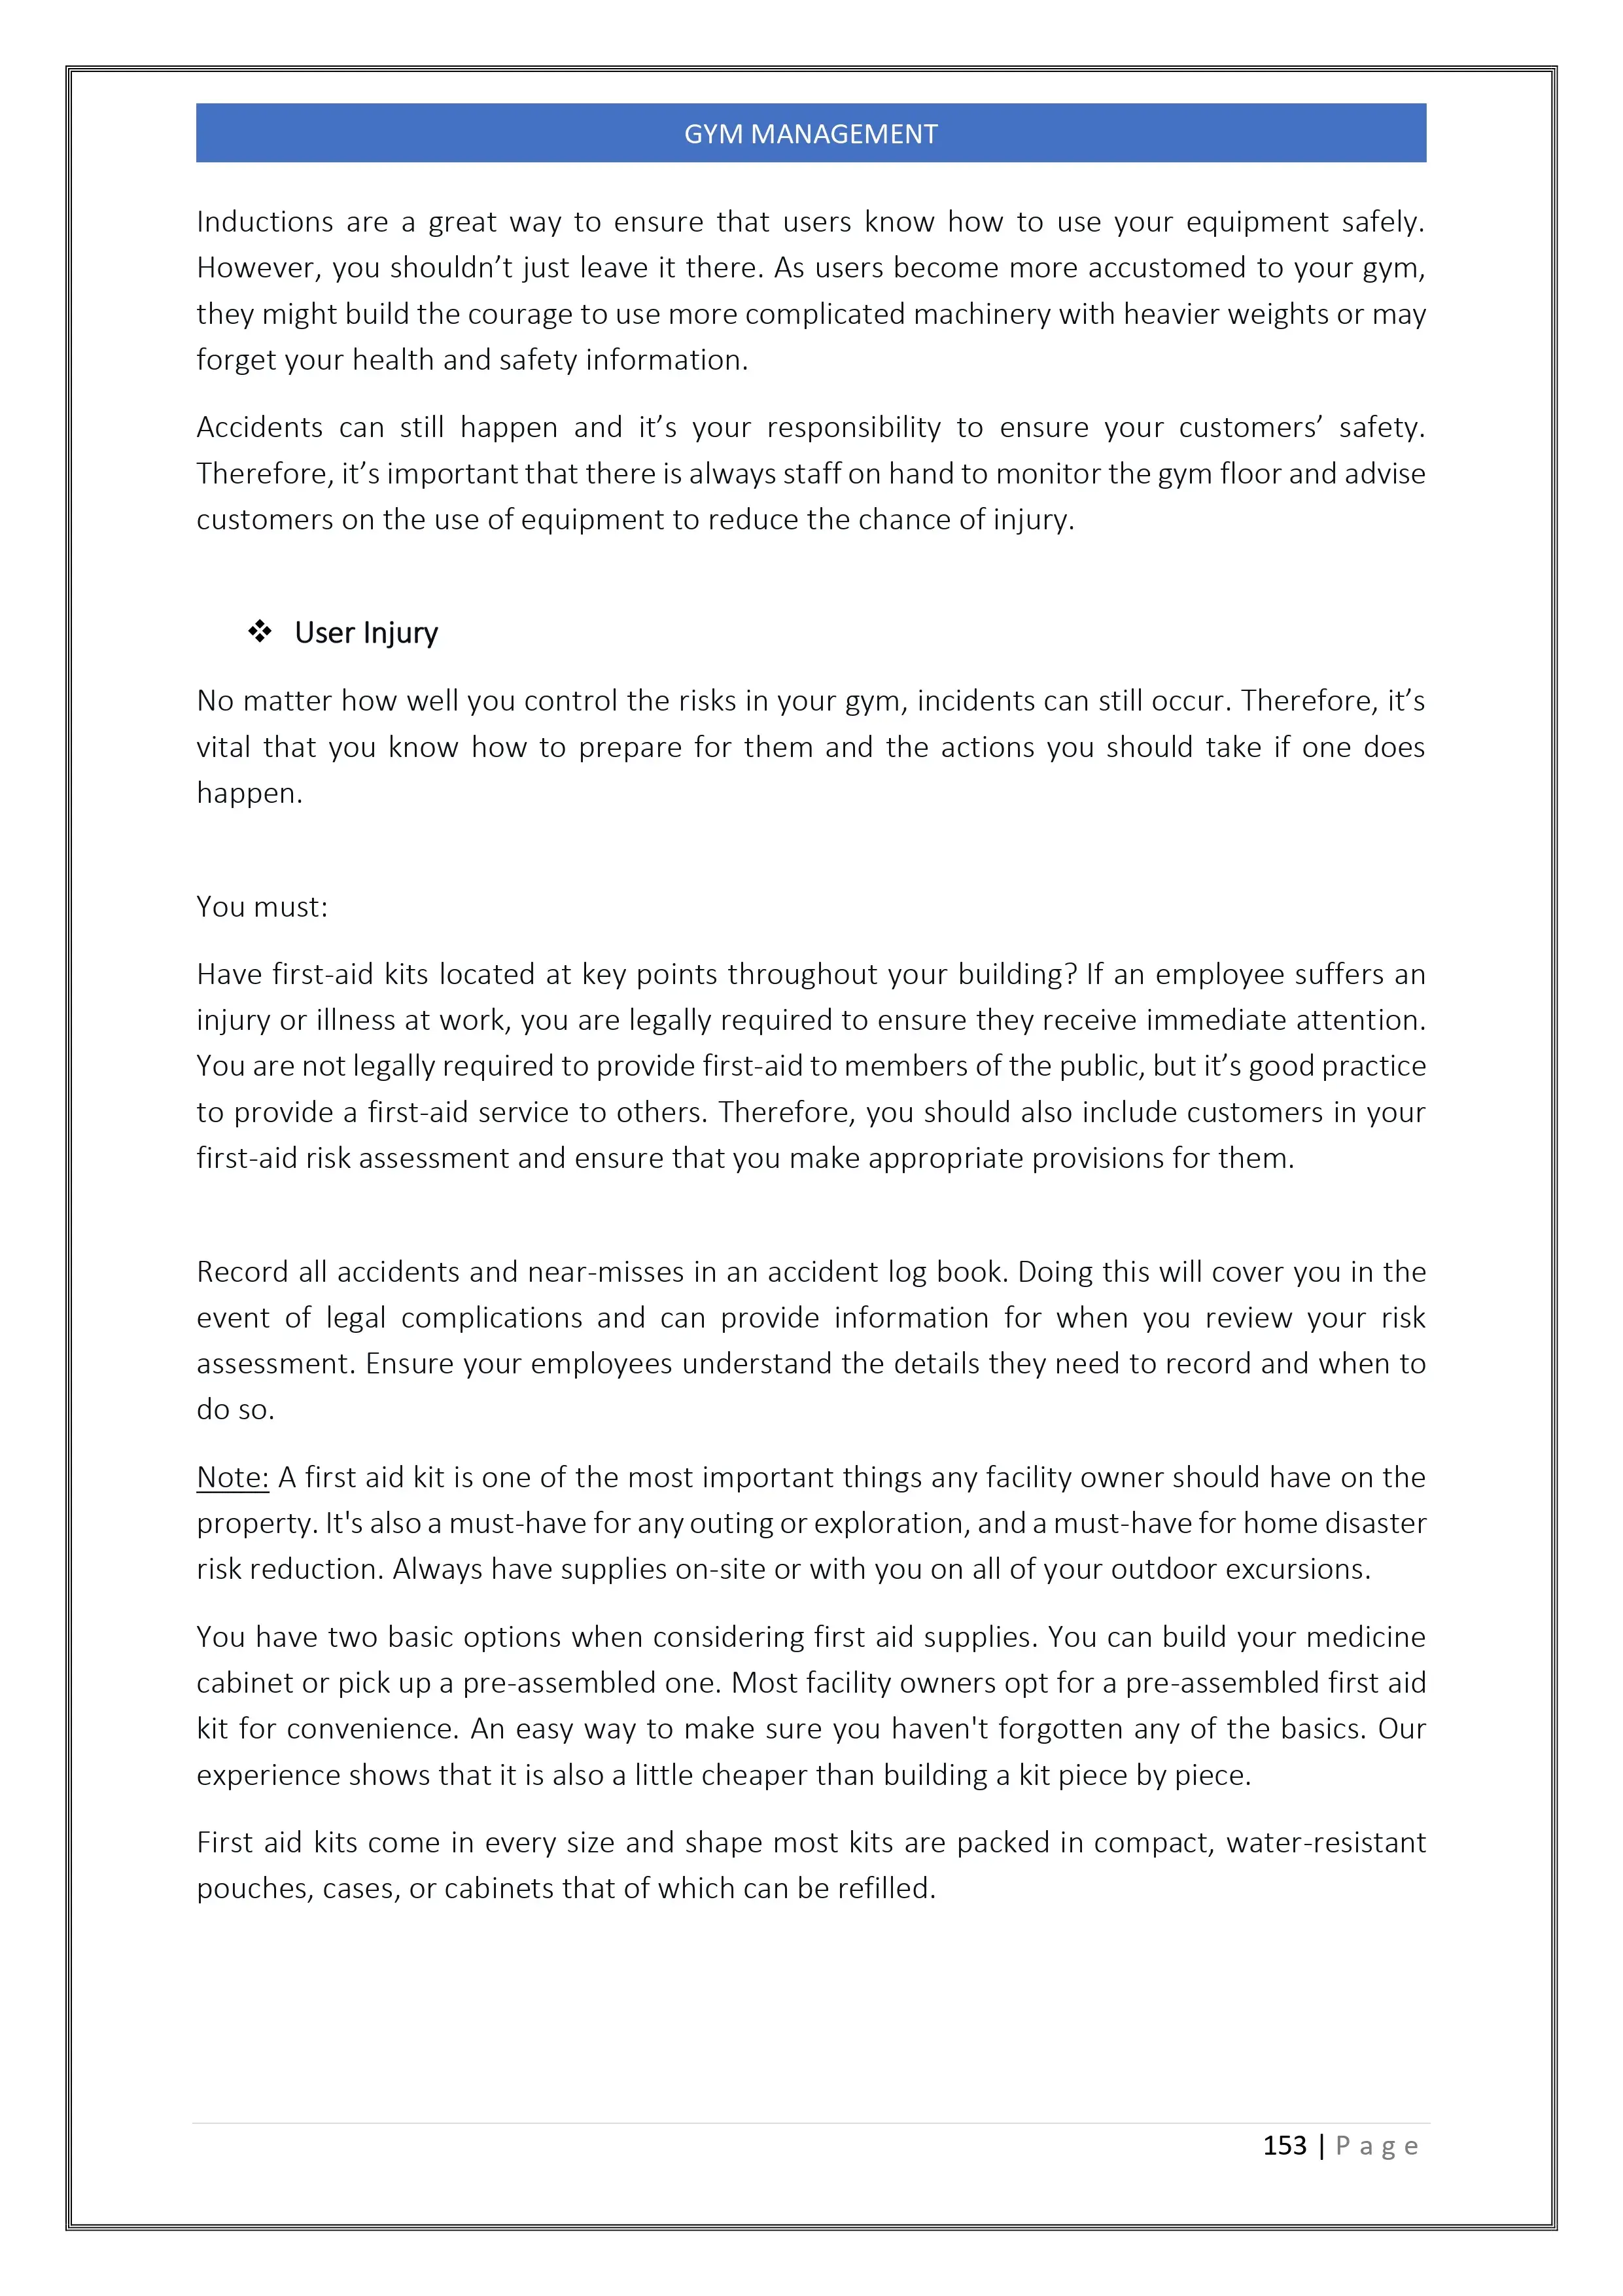 GYM MANAGEMENT
Inductions are a great way to ensure that users know how to use your equipment safely.
However, you shouldn’t just leave it there. As users become more accustomed to your gym,
they might build the courage to use more complicated machinery with heavier weights or may
forget your health and safety information.
Accidents can still happen and it’s your responsibility to ensure your customers’ safety.
Therefore, it’s important that there is always staff on hand to monitor the gym floor and advise
customers on the use of equipment to reduce the chance of injury.
❖ User Injury
No matter how well you control the risks in your gym, incidents can still occur. Therefore, it’s
vital that you know how to prepare for them and the actions you should take if one does
happen.
You must:
Have first-aid kits located at key points throughout your building? If an employee suffers an
injury or illness at work, you are legally required to ensure they receive immediate attention.
You are not legally required to provide first-aid to members of the public, but it’s good practice
to provide a first-aid service to others. Therefore, you should also include customers in your
first-aid risk assessment and ensure that you make appropriate provisions for them.
Record all accidents and near-misses in an accident log book. Doing this will cover you in the
event of legal complications and can provide information for when you review your risk
assessment. Ensure your employees understand the details they need to record and when to
do so.
Note: A first aid kit is one of the most important things any facility owner should have on the
property. It's also a must-have for any outing or exploration, and a must-have for home disaster
risk reduction. Always have supplies on-site or with you on all of your outdoor excursions.
You have two basic options when considering first aid supplies. You can build your medicine
cabinet or pick up a pre-assembled one. Most facility owners opt for a pre-assembled first aid
kit for convenience. An easy way to make sure you haven't forgotten any of the basics. Our
experience shows that it is also a little cheaper than building a kit piece by piece.
First aid kits come in every size and shape most kits are packed in compact, water-resistant
pouches, cases, or cabinets that of which can be refilled.
153 | Page